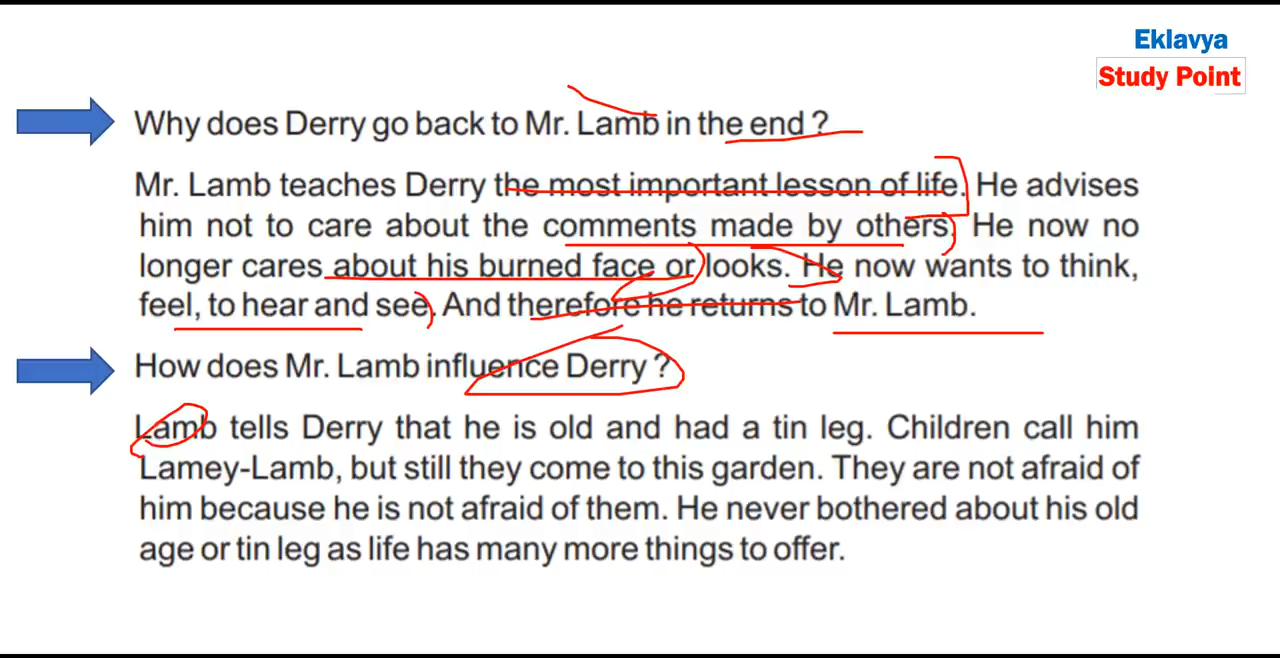 Eklavya
Study Point
Why does Derry go back to Mr. Lamb in the end ?
Mr. Lamb teaches Derry the most important lesson of life. He advises
him not to care about the comments made by others. He now no
longer cares about his burned face or looks. He now wants to think,
feel, to hear and see. And therefore he returns to Mr. Lamb.
How does Mr. Lamb influence Derry ?
Lamb tells Derry that he is old and had a tin leg. Children call him
Lamey-Lamb, but still they come to this garden. They are not afraid of
him because he is not afraid of them. He never bothered about his old
age or tin leg as life has many more things to offer.